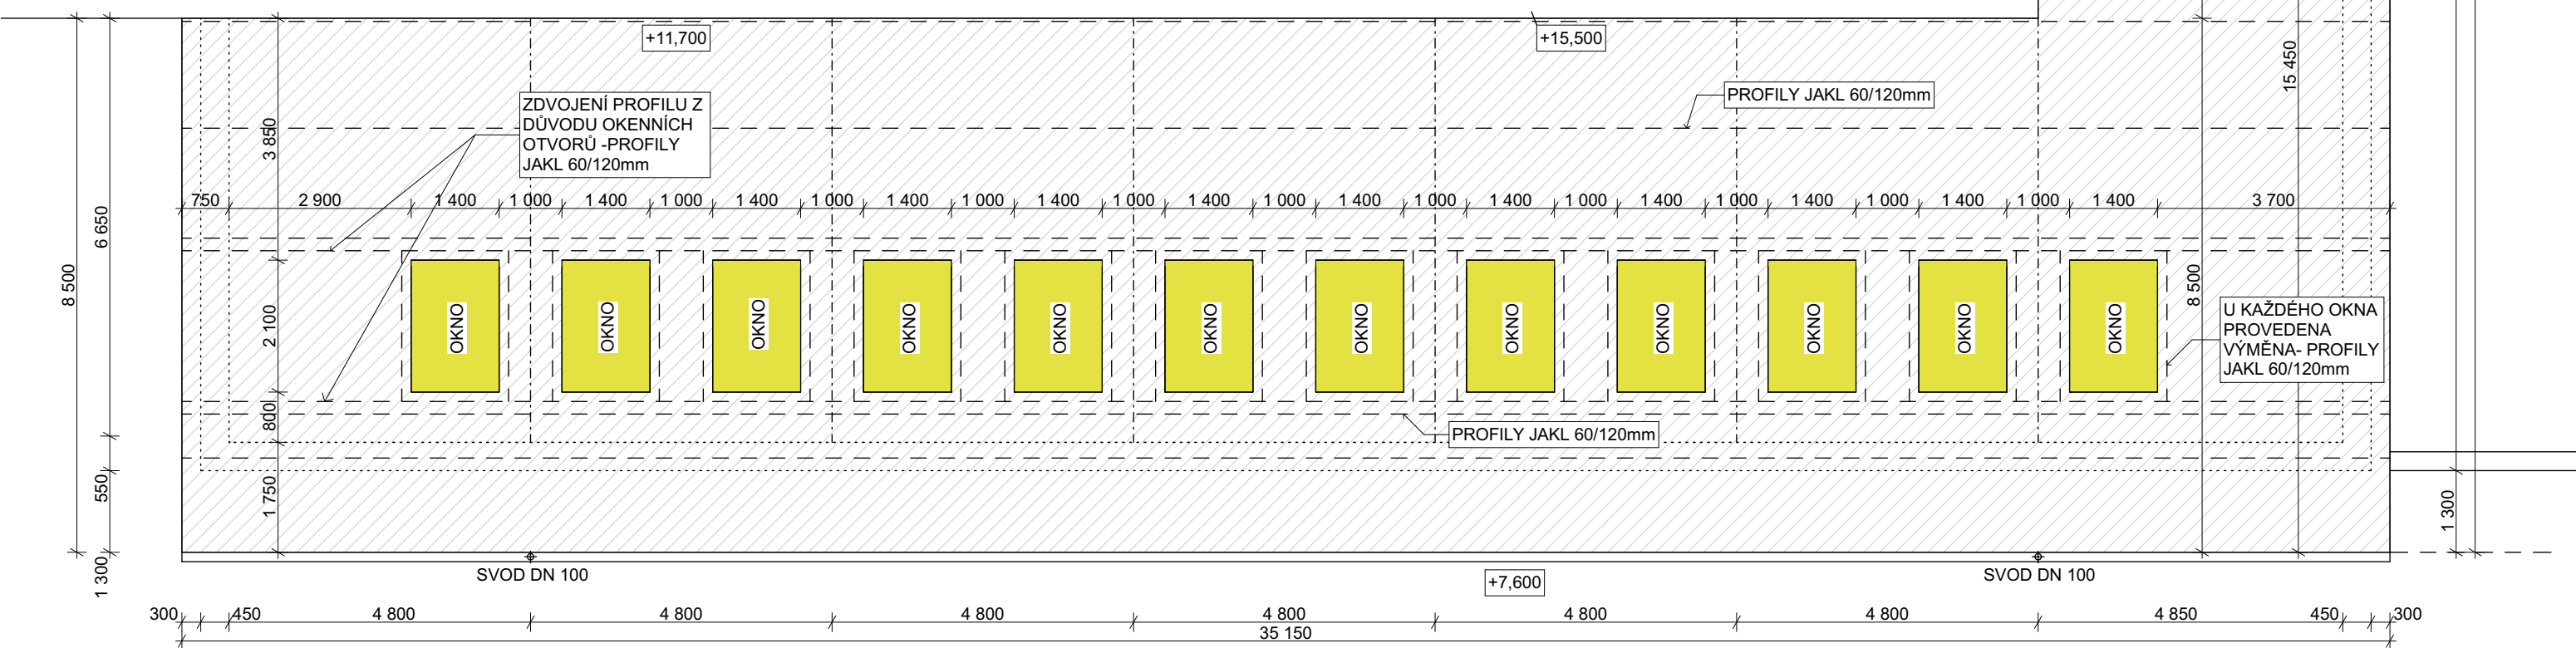 +11,700
+15,500
15 450
PROFILY JAKL 60/120mm
ZDVOJENÍ PROFILU Z
DŮVODU OKENNÍCH
OTVORŮ -PROFILY
JAKL 60/120mm
3 850
750 2 900 1 400 1 000 1 400 1 000 1 400 1 000 1 400 1 000 1 400 1 000 1 400 1 000 1 400 1 000 1 400 1 000 1 400 1 000 1 400 1 000 1 400 1 000 1 400 3 700
6 650
8 500
8 500
2 100
OKNO OKNO OKNO OKNO OKNO OKNO OKNO OKNO OKNO OKNO OKNO OKNO
U KAŽDÉHO OKNA
PROVEDENA
VÝMĚNA- PROFILY
JAKL 60/120mm
800
PROFILY JAKL 60/120mm
550
1 750
1 300
1 300
SVOD DN 100
+7,600
SVOD DN 100
300 450 4 800 4 800 4 800 4 800 4 800 4 800 4 850 450 300
35 150